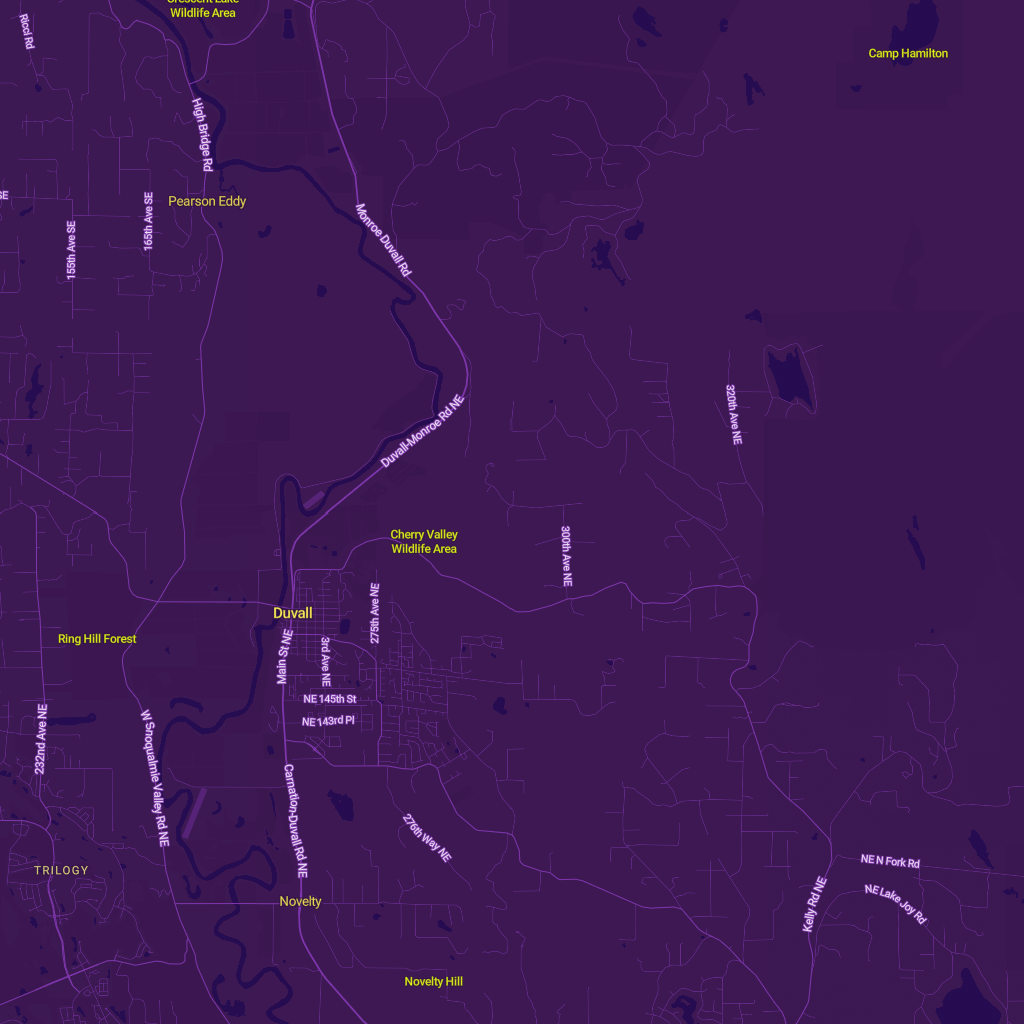 Crescent Lake
Wildlife Area
Ricci Rd
Camp Hamilton
High Bridge Rd
SE
165th Ave SE
Pearson Eddy
155th Ave SE
Monroe Duvall Rd
320th Ave NE
Duvall-Monroe Rd NE
Cherry Valley
Wildlife Area
300th Ave NE
275th Ave NE
Duvall
Ring Hill Forest
Main St NE
3rd Ave NE
NE 145th St
NE 143rd Pl
232nd Ave NE
W Snoqualmie Valley Rd NE
Carnation-Duvall Rd NE
276th Way NE
TRILOGY
NE N Fork Rd
Kelly Rd NE
NE Lake Joy Rd
Novelty
Novelty Hill